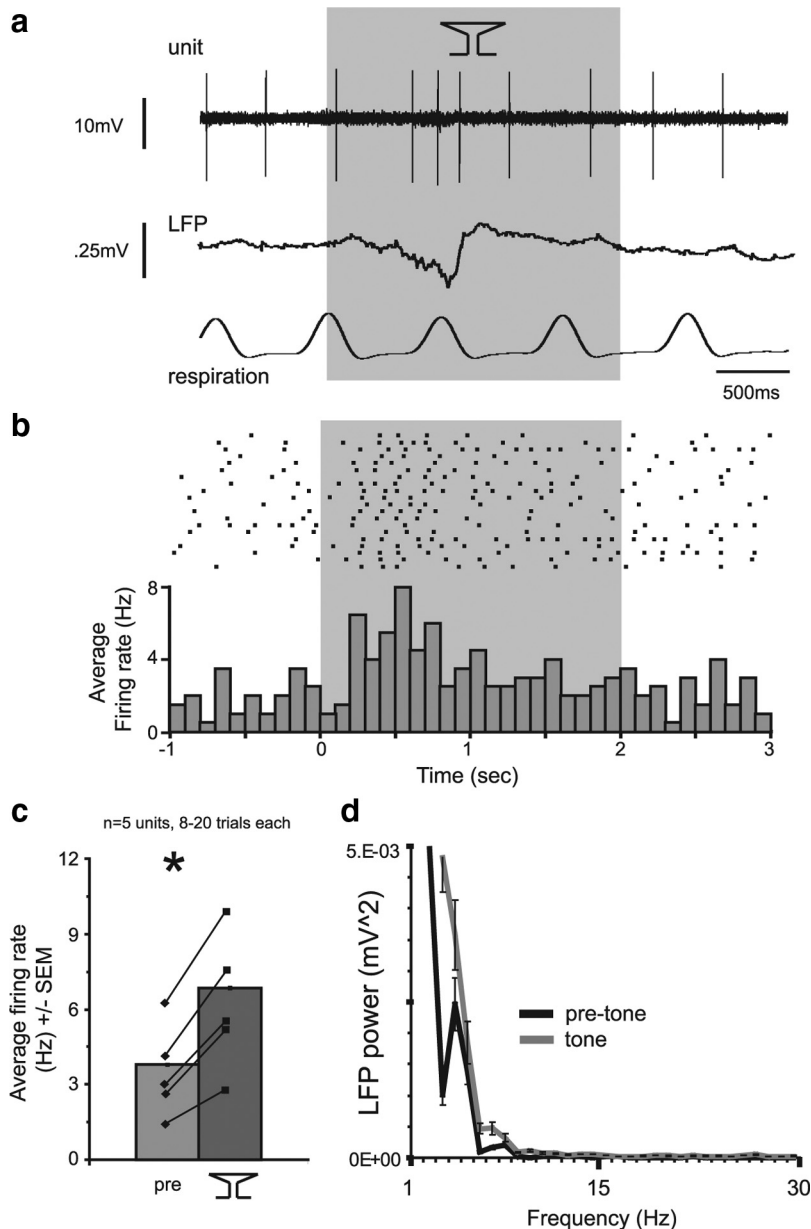 a
unit
10mV
LFP
.25mV
respiration
500ms
b
8
4
0
Average
Firing rate (Hz)
-1 0 1 2 3
Time (sec)
c
n=5 units, 8-20 trials each
*
12
9
6
3
0
Average firing rate
(Hz) +/- SEM
pre
d
5.E-03
0E+00
LFP power (mV^2)
pre-tone
tone
1 15 30
Frequency (Hz)